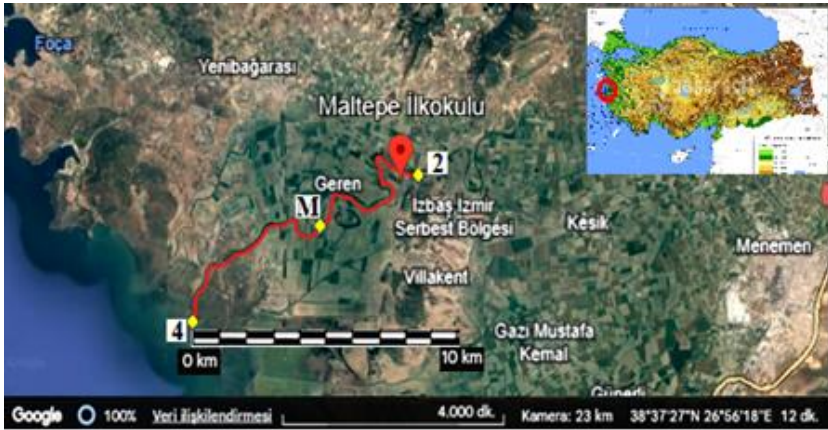 Foça
Yenibağarası
Maltepe İlkokulu
2
Geren
M
İzbaş İzmir
Serbest Bölgesi
Kesik
Menemen
Villakent
4
0 km
10 km
Gazi Mustafa
Kemal
Günerli
Google
100%
Veri ilişkilendirmesi
4.000 dk.
Kamera: 23 km
38°37'27"N 26°56'18"E
12 dk.